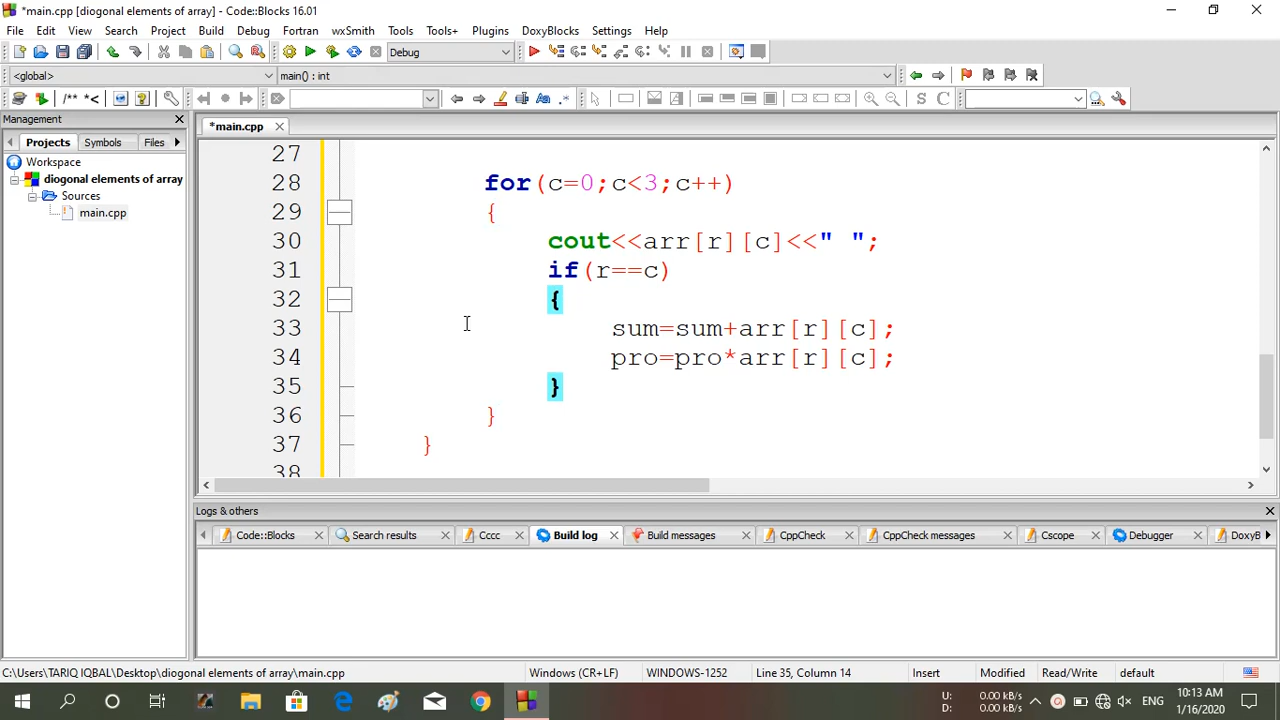 *main.cpp [diogonal elements of array] - Code::Blocks 16.01
File Edit View Search Project Build Debug Fortran wxSmith Tools Tools+ Plugins DoxyBlocks Settings Help
Debug
<global> main() : int
/** *< S C
Management
*main.cpp
Projects Symbols Files
Workspace
diogonal elements of array
Sources
main.cpp
27
28 for(c=0;c<3;c++)
29 {
30 cout<<arr[r][c]<<" ";
31 if(r==c)
32 {
33 sum=sum+arr[r][c];
34 pro=pro*arr[r][c];
35 }
36 }
37 }
38
Logs & others
Code::Blocks Search results Cccc Build log Build messages CppCheck CppCheck messages Cscope Debugger DoxyB
C:\Users\TARIQ IQBAL\Desktop\diogonal elements of array\main.cpp Windows (CR+LF) WINDOWS-1252 Line 35, Column 14 Insert Modified Read/Write default
U: 0.00 kB/s
D: 0.00 kB/s
ENG
10:13 AM
1/16/2020